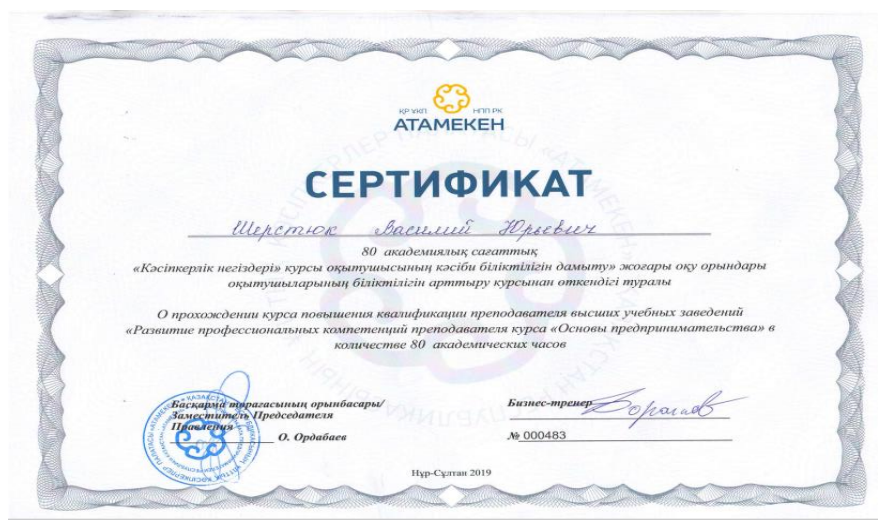 ҚР ҰКП НПП РК
АТАМЕКЕН
СЕРТИФИКАТ
Шерстюк Василий Юрьевич
80 академиялық сағаттық
«Кәсіпкерлік негіздері» курсы оқытушысының кәсіби біліктілігін дамыту» жоғары оқу орындары
оқытушыларының біліктілігін арттыру курсынан өткендігі туралы
О прохождении курса повышения квалификации преподавателя высших учебных заведений
«Развитие профессиональных компетенций преподавателя курса «Основы предпринимательства» в
количестве 80 академических часов
Басқарма төрағасының орынбасары/
Заместитель Председателя
Правления
О. Ордабаев
Бизнес-тренер
№ 000483
Нұр-Сұлтан 2019